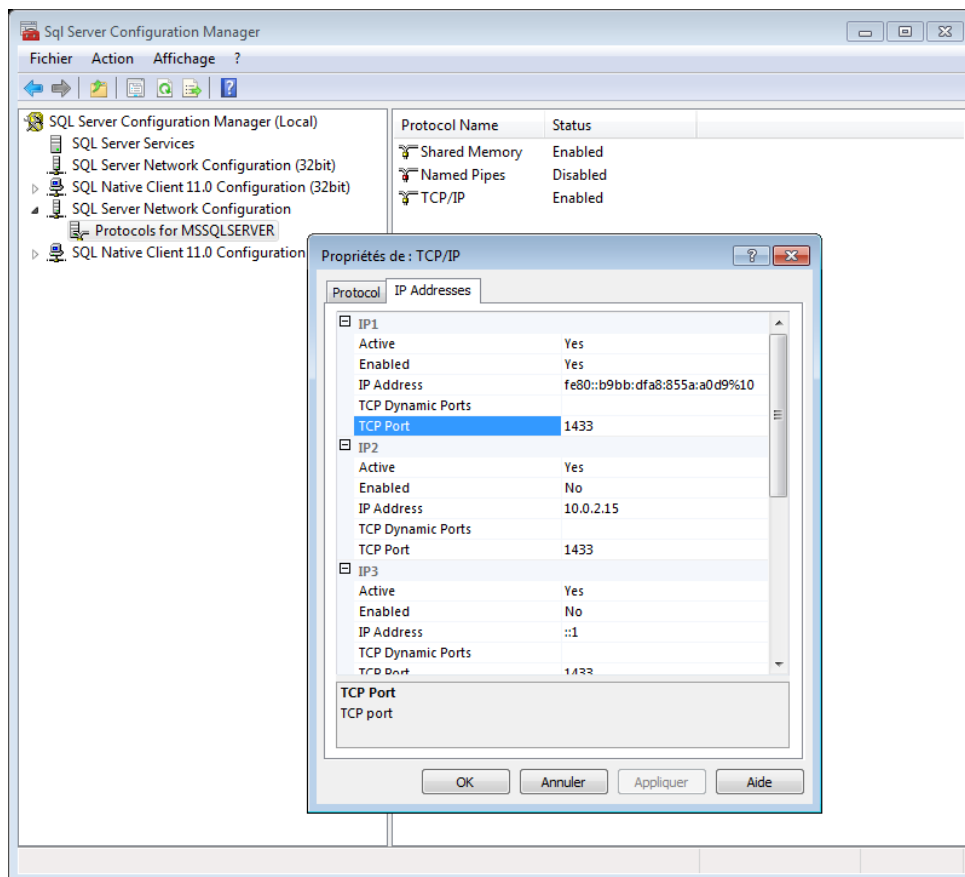 Sql Server Configuration Manager
Fichier Action Affichage ?
SQL Server Configuration Manager (Local)
SQL Server Services
SQL Server Network Configuration (32bit)
SQL Native Client 11.0 Configuration (32bit)
SQL Server Network Configuration
Protocols for MSSQLSERVER
SQL Native Client 11.0 Configuration
Protocol Name Status
Shared Memory Enabled
Named Pipes Disabled
TCP/IP Enabled
Propriétés de : TCP/IP
Protocol IP Addresses
IP1
Active Yes
Enabled Yes
IP Address fe80::b9bb:dfa8:855a:a0d9%10
TCP Dynamic Ports
TCP Port 1433
IP2
Active Yes
Enabled No
IP Address 10.0.2.15
TCP Dynamic Ports
TCP Port 1433
IP3
Active Yes
Enabled No
IP Address ::1
TCP Dynamic Ports
TCP Port 1433
TCP Port
TCP port
OK Annuler Appliquer Aide